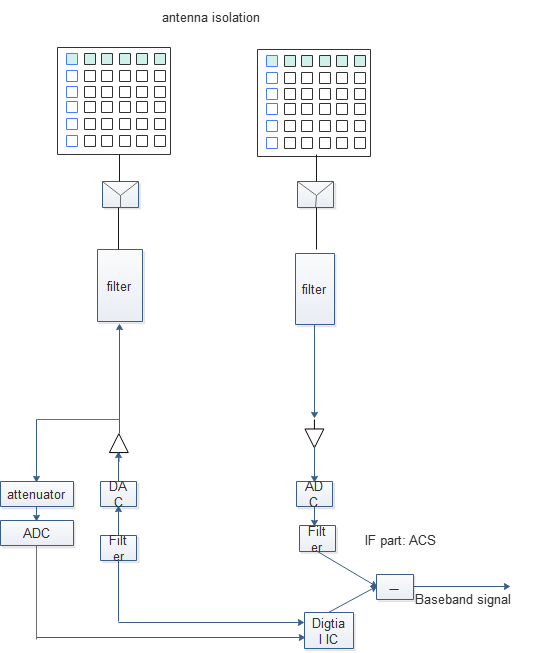 antenna isolation
filter
filter
attenuator
DA
C
AD
C
ADC
Filt
er
Filt
er
IF part: ACS
—
Baseband signal
Digtia
l IC